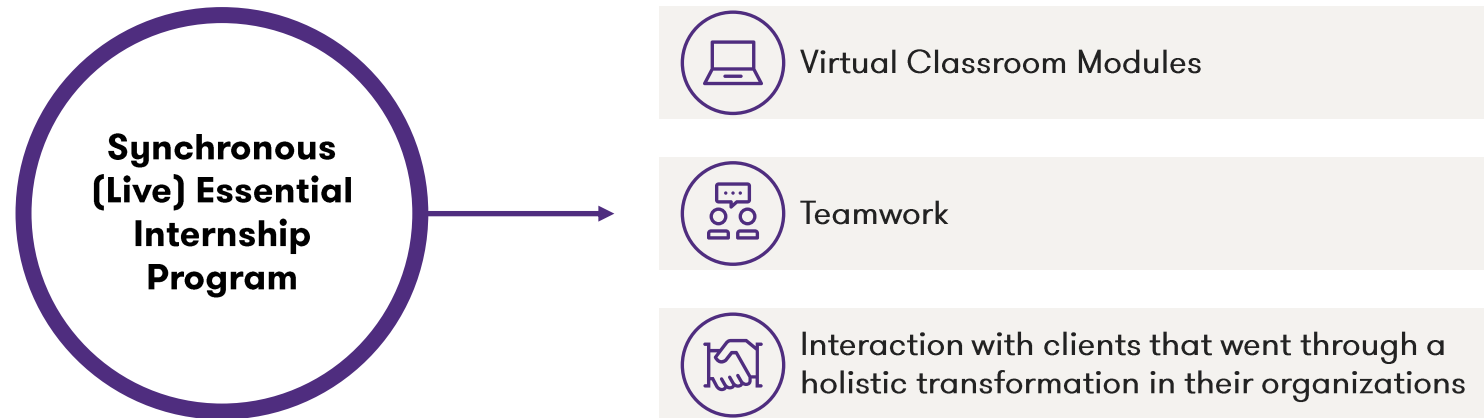 Synchronous
(Live) Essential
Internship
Program
Virtual Classroom Modules
Teamwork
Interaction with clients that went through a
holistic transformation in their organizations